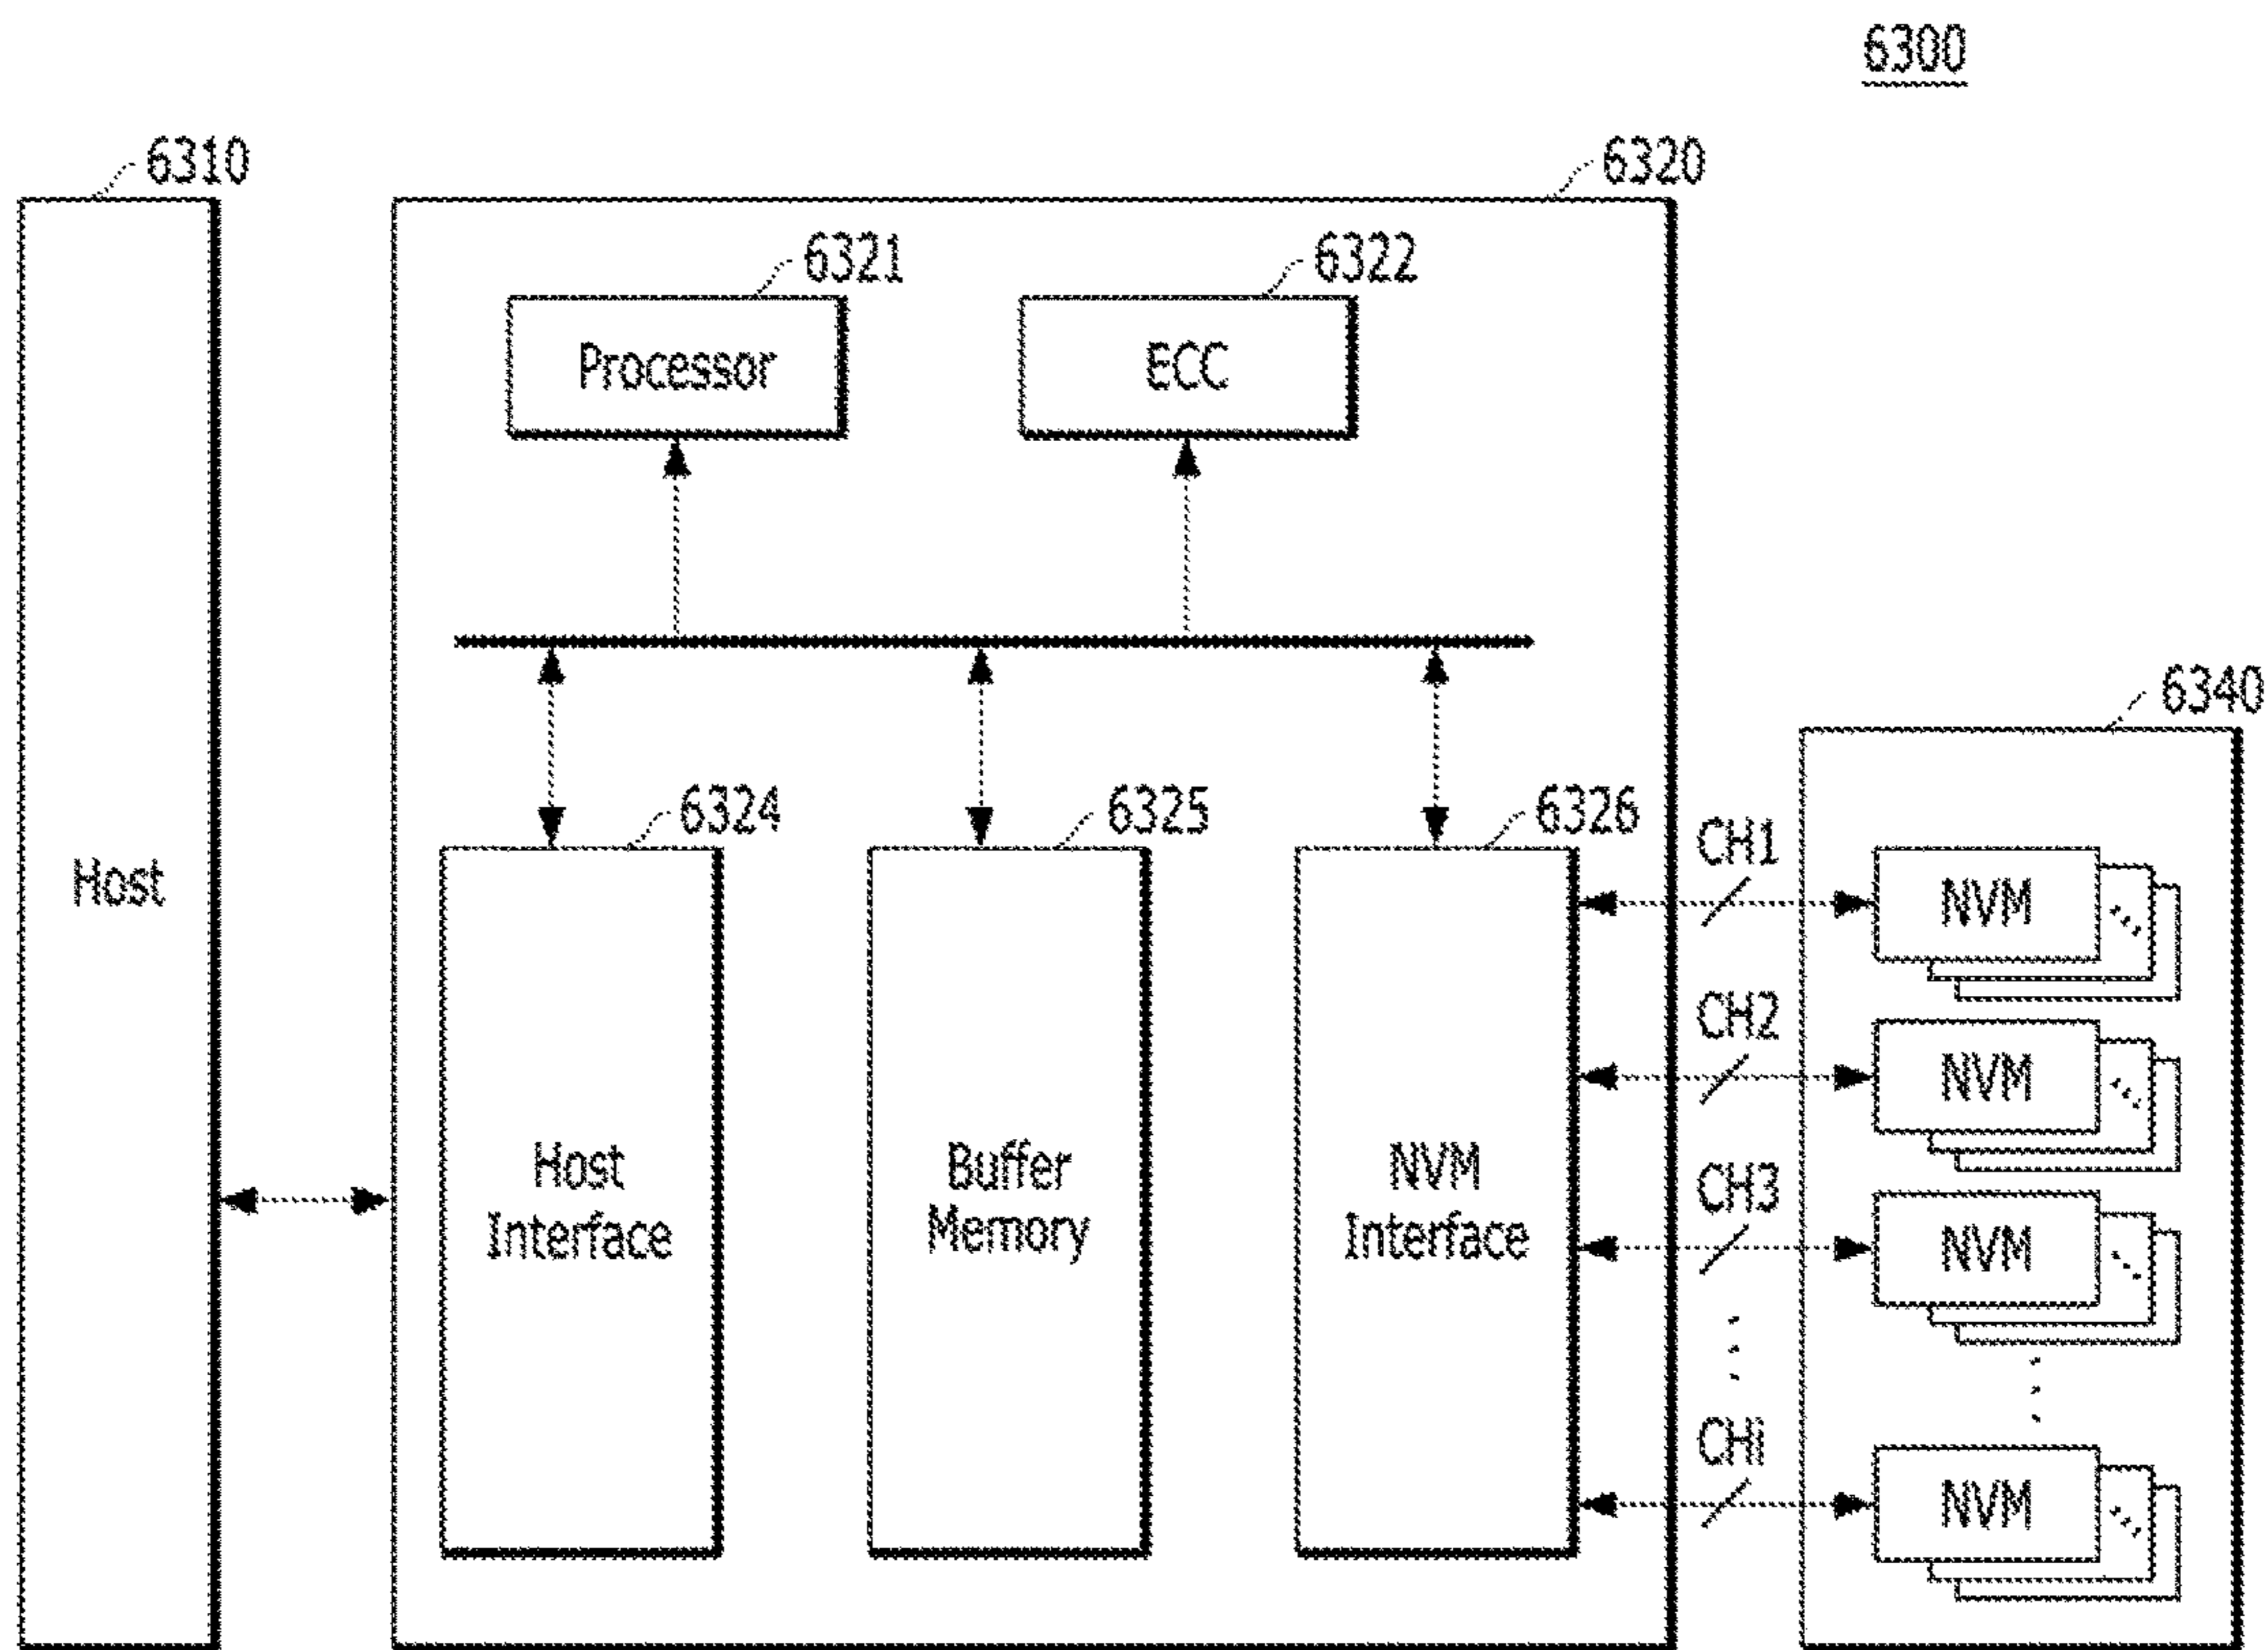 6300
6310
6320
6321
6322
Processor
ECC
6340
6324
6325
6326
CH1
Host
NVM
CH2
NVM
Host
Interface
Buffer
Memory
NVM
Interface
CH3
NVM
CHi
NVM